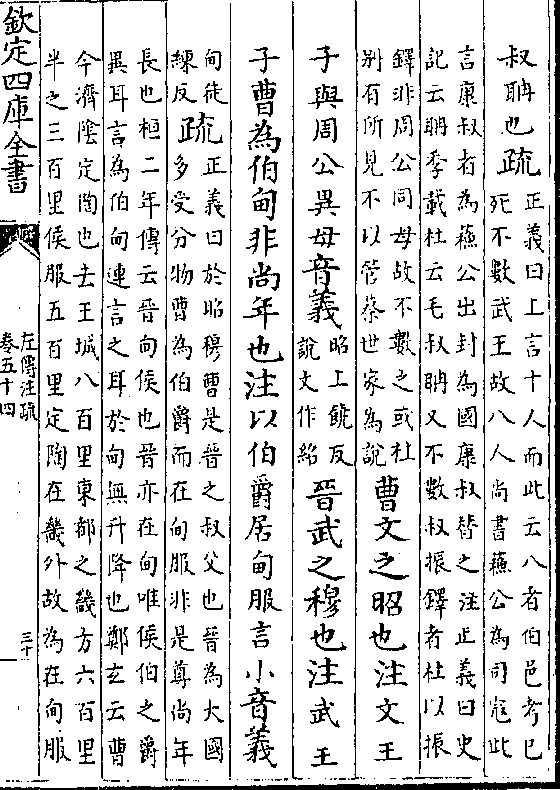 叔聃也疏正義曰上言十人而此云八者伯邑考已
死不數武王故八人尚書蘇公為司寇此
言康叔者為蘇公出封為國康叔替之注正義曰史
記云聃季載杜云毛叔聃又不數叔振鐸者杜以振
鐸非周公同母故不數之或杜
别有所見不以管蔡世家為說
曹文之昭也注文王
子與周公異母音義昭上饒反
說文作紹
晉武之穆也注武王
子曹為伯甸非尚年也注以伯爵居甸服言小音義
甸徒
練反
疏正義曰於昭穆曹是晉之叔父也晉為大國
多受分物曹為伯爵而在甸服非是尊尚年
長也桓二年傳云晉甸侯也晉亦在甸唯侯伯之爵
異耳言為伯甸連言之耳於甸無升降也鄭玄云曹
今濟陰定陶也去王城八百里東都之畿方六百里
半之三百里侯服五百里定陶在畿外故為在甸服
欽定四庫全書
左傳注疏
卷五十四
三十